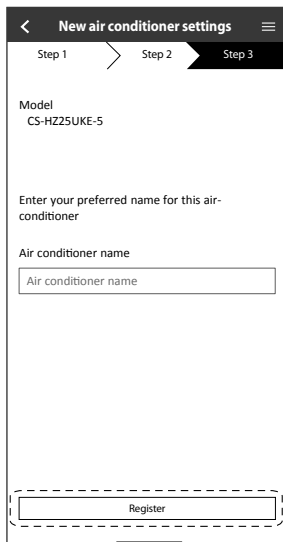 New air conditioner settings
Step 1 Step 2 Step 3
Model
CS-HZ25UKE-5
Enter your preferred name for this air-
conditioner
Air conditioner name
Air conditioner name
Register